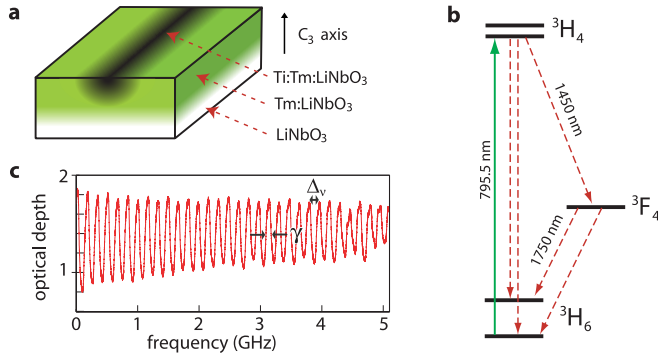 a
C₃ axis
Ti:Tm:LiNbO₃
Tm:LiNbO₃
LiNbO₃
b
³H₄
1450 nm
795.5 nm
³F₄
1750 nm
³H₆
c
2
1
optical depth
Δᵥ
γ
0 1 2 3 4 5
frequency (GHz)